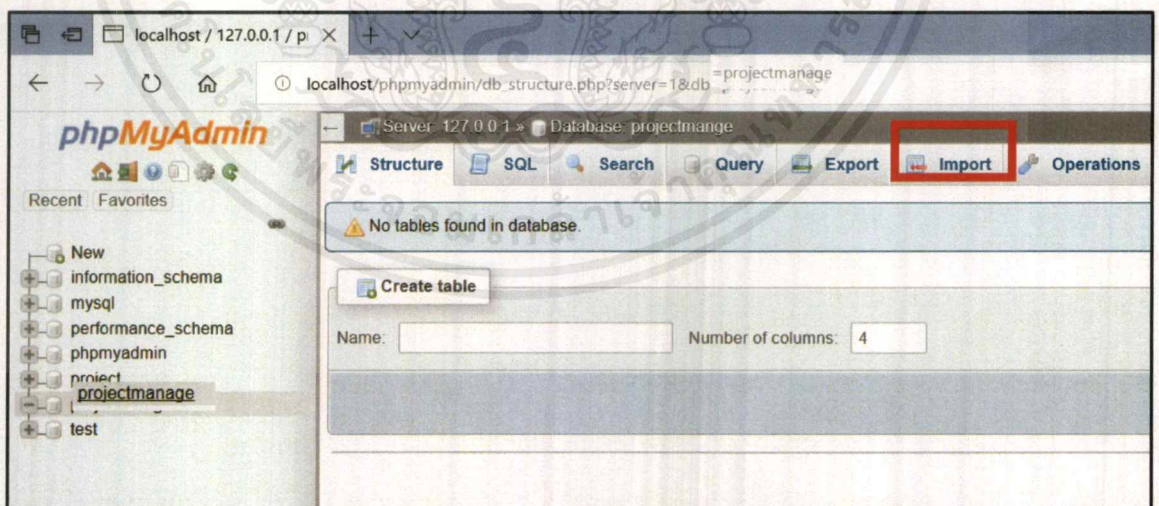 localhost / 127.0.0.1 / p
localhost/phpmyadmin/db_structure.php?server=1&db =projectmanage
phpMyAdmin
Server: 127.0.0.1 » Database: projectmange
Structure SQL Search Query Export Import Operations
Recent Favorites
No tables found in database.
New
information_schema
mysql
performance_schema
phpmyadmin
project
projectmanage
test
Create table
Name: Number of columns: 4